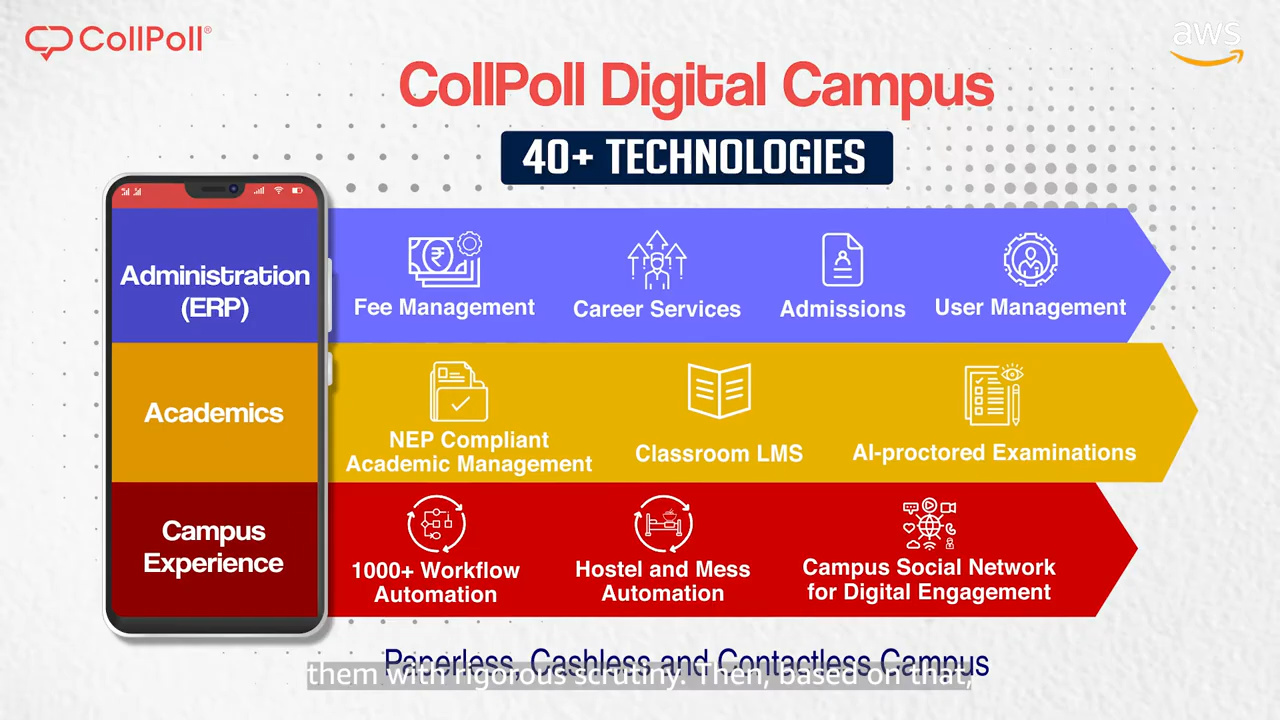 CollPoll®
aws
CollPoll Digital Campus
40+ TECHNOLOGIES
Administration
(ERP)
Fee Management
Career Services
Admissions
User Management
Academics
NEP Compliant
Academic Management
Classroom LMS
AI-proctored Examinations
Campus
Experience
1000+ Workflow
Automation
Hostel and Mess
Automation
Campus Social Network
for Digital Engagement
Paperless, Cashless and Contactless Campus
them with rigorous scrutiny. Then, based on that,